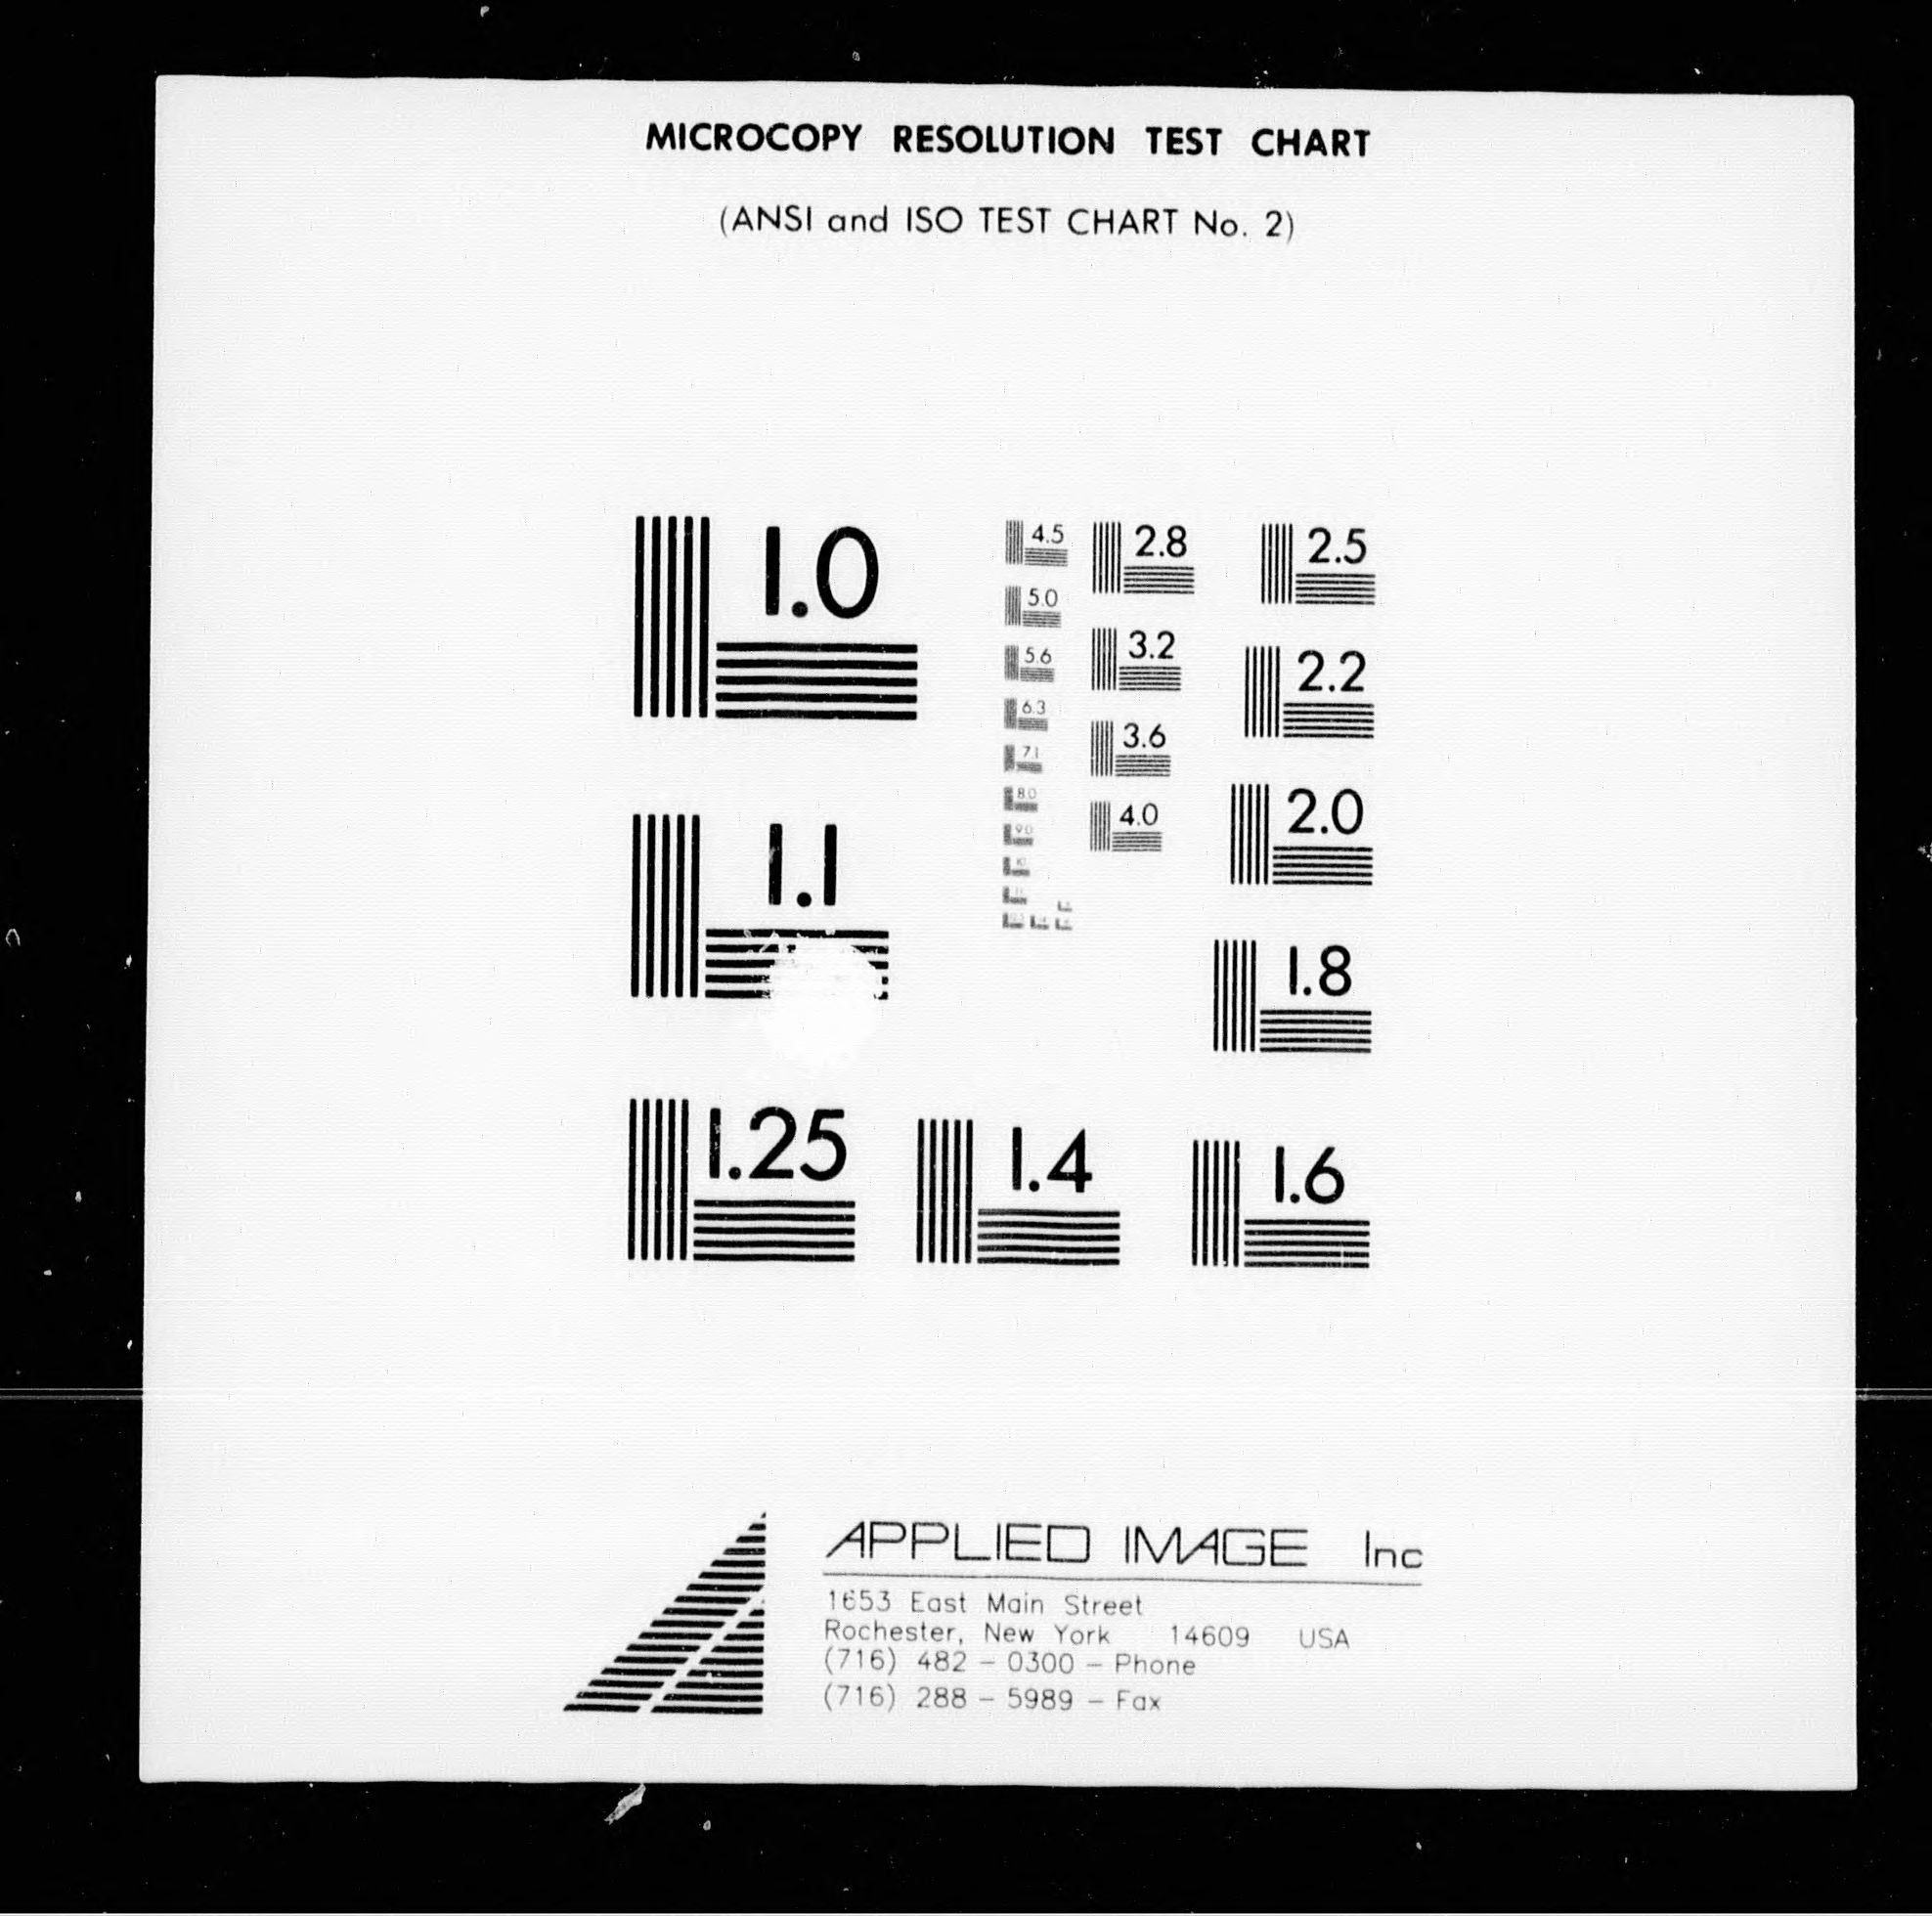 MICROCOPY RESOLUTION TEST CHART
(ANSI and ISO TEST CHART No. 2)
1.0
1.1
1.25
1.4
1.6
1.8
2.0
2.2
2.5
2.8
3.2
3.6
4.0
4.5
5.0
5.6
6.3
7.1
8.0
9.0
APPLIED IMAGE Inc
1653 East Main Street
Rochester, New York 14609 USA
(716) 482 - 0300 - Phone
(716) 288 - 5989 - Fax